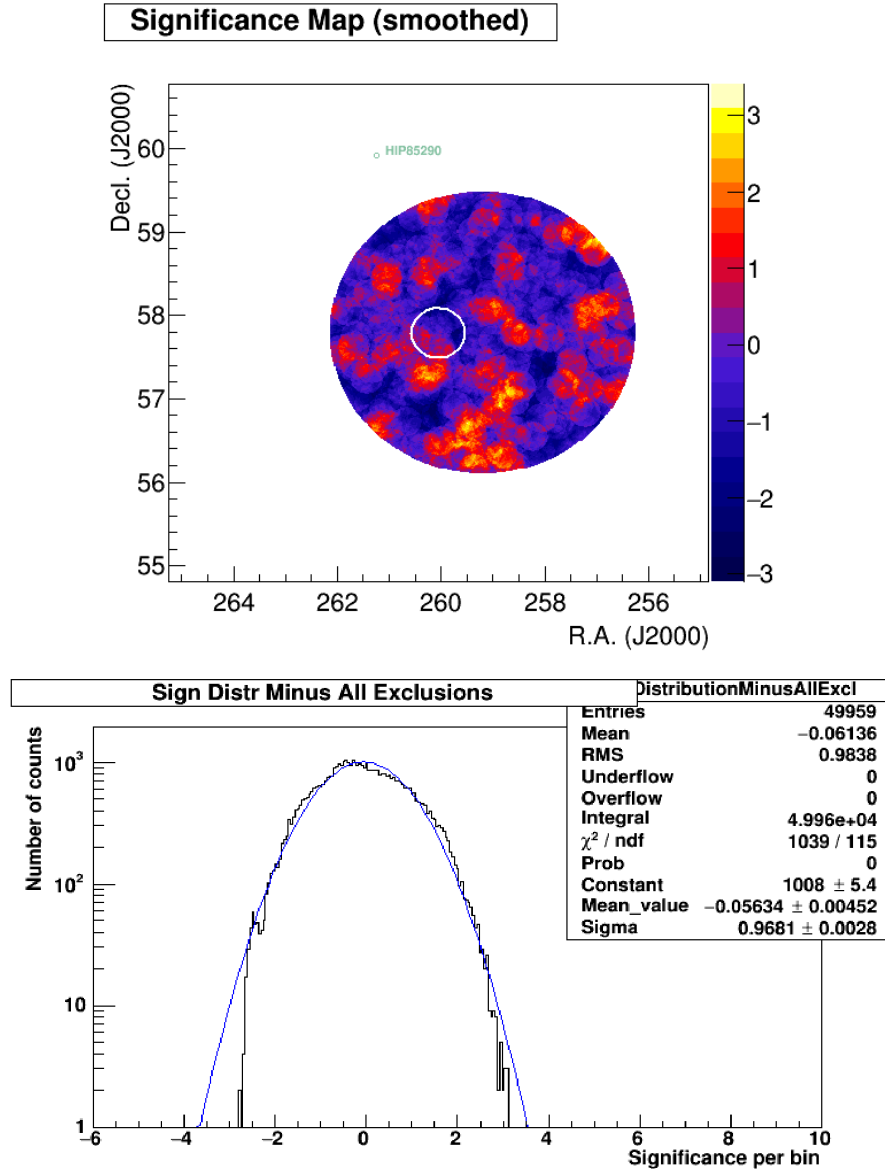 Significance Map (smoothed)
Decl. (J2000)
HIP85290
60
59
58
57
56
55
3
2
1
0
−1
−2
−3
264
262
260
258
256
R.A. (J2000)
Sign Distr Minus All Exclusions
DistributionMinusAllExcl
Entries 49959
Mean −0.06136
RMS 0.9838
Underflow 0
Overflow 0
Integral 4.996e+04
χ² / ndf 1039 / 115
Prob 0
Constant 1008 ± 5.4
Mean_value −0.05634 ± 0.00452
Sigma 0.9681 ± 0.0028
Number of counts
10³
10²
10
1
−6
−4
−2
0
2
4
6
8
10
Significance per bin